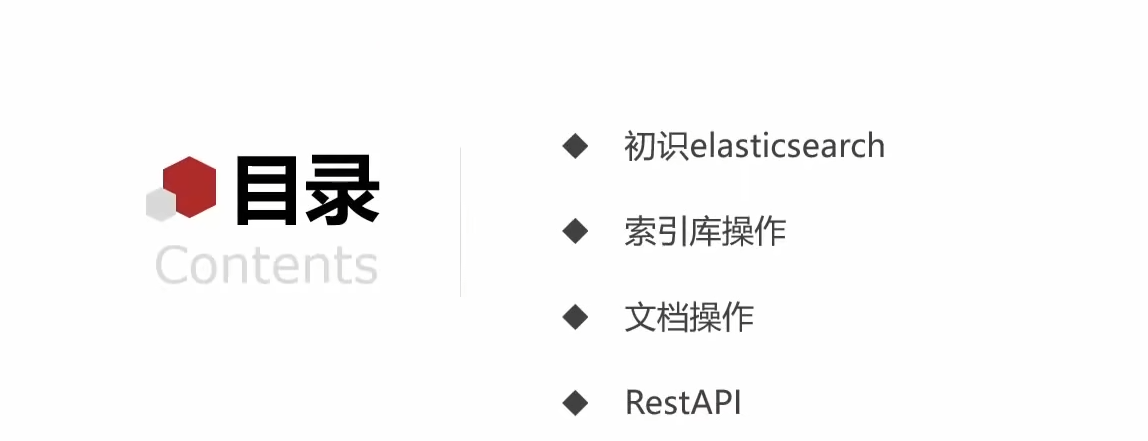 目录
Contents
初识elasticsearch
索引库操作
文档操作
RestAPI